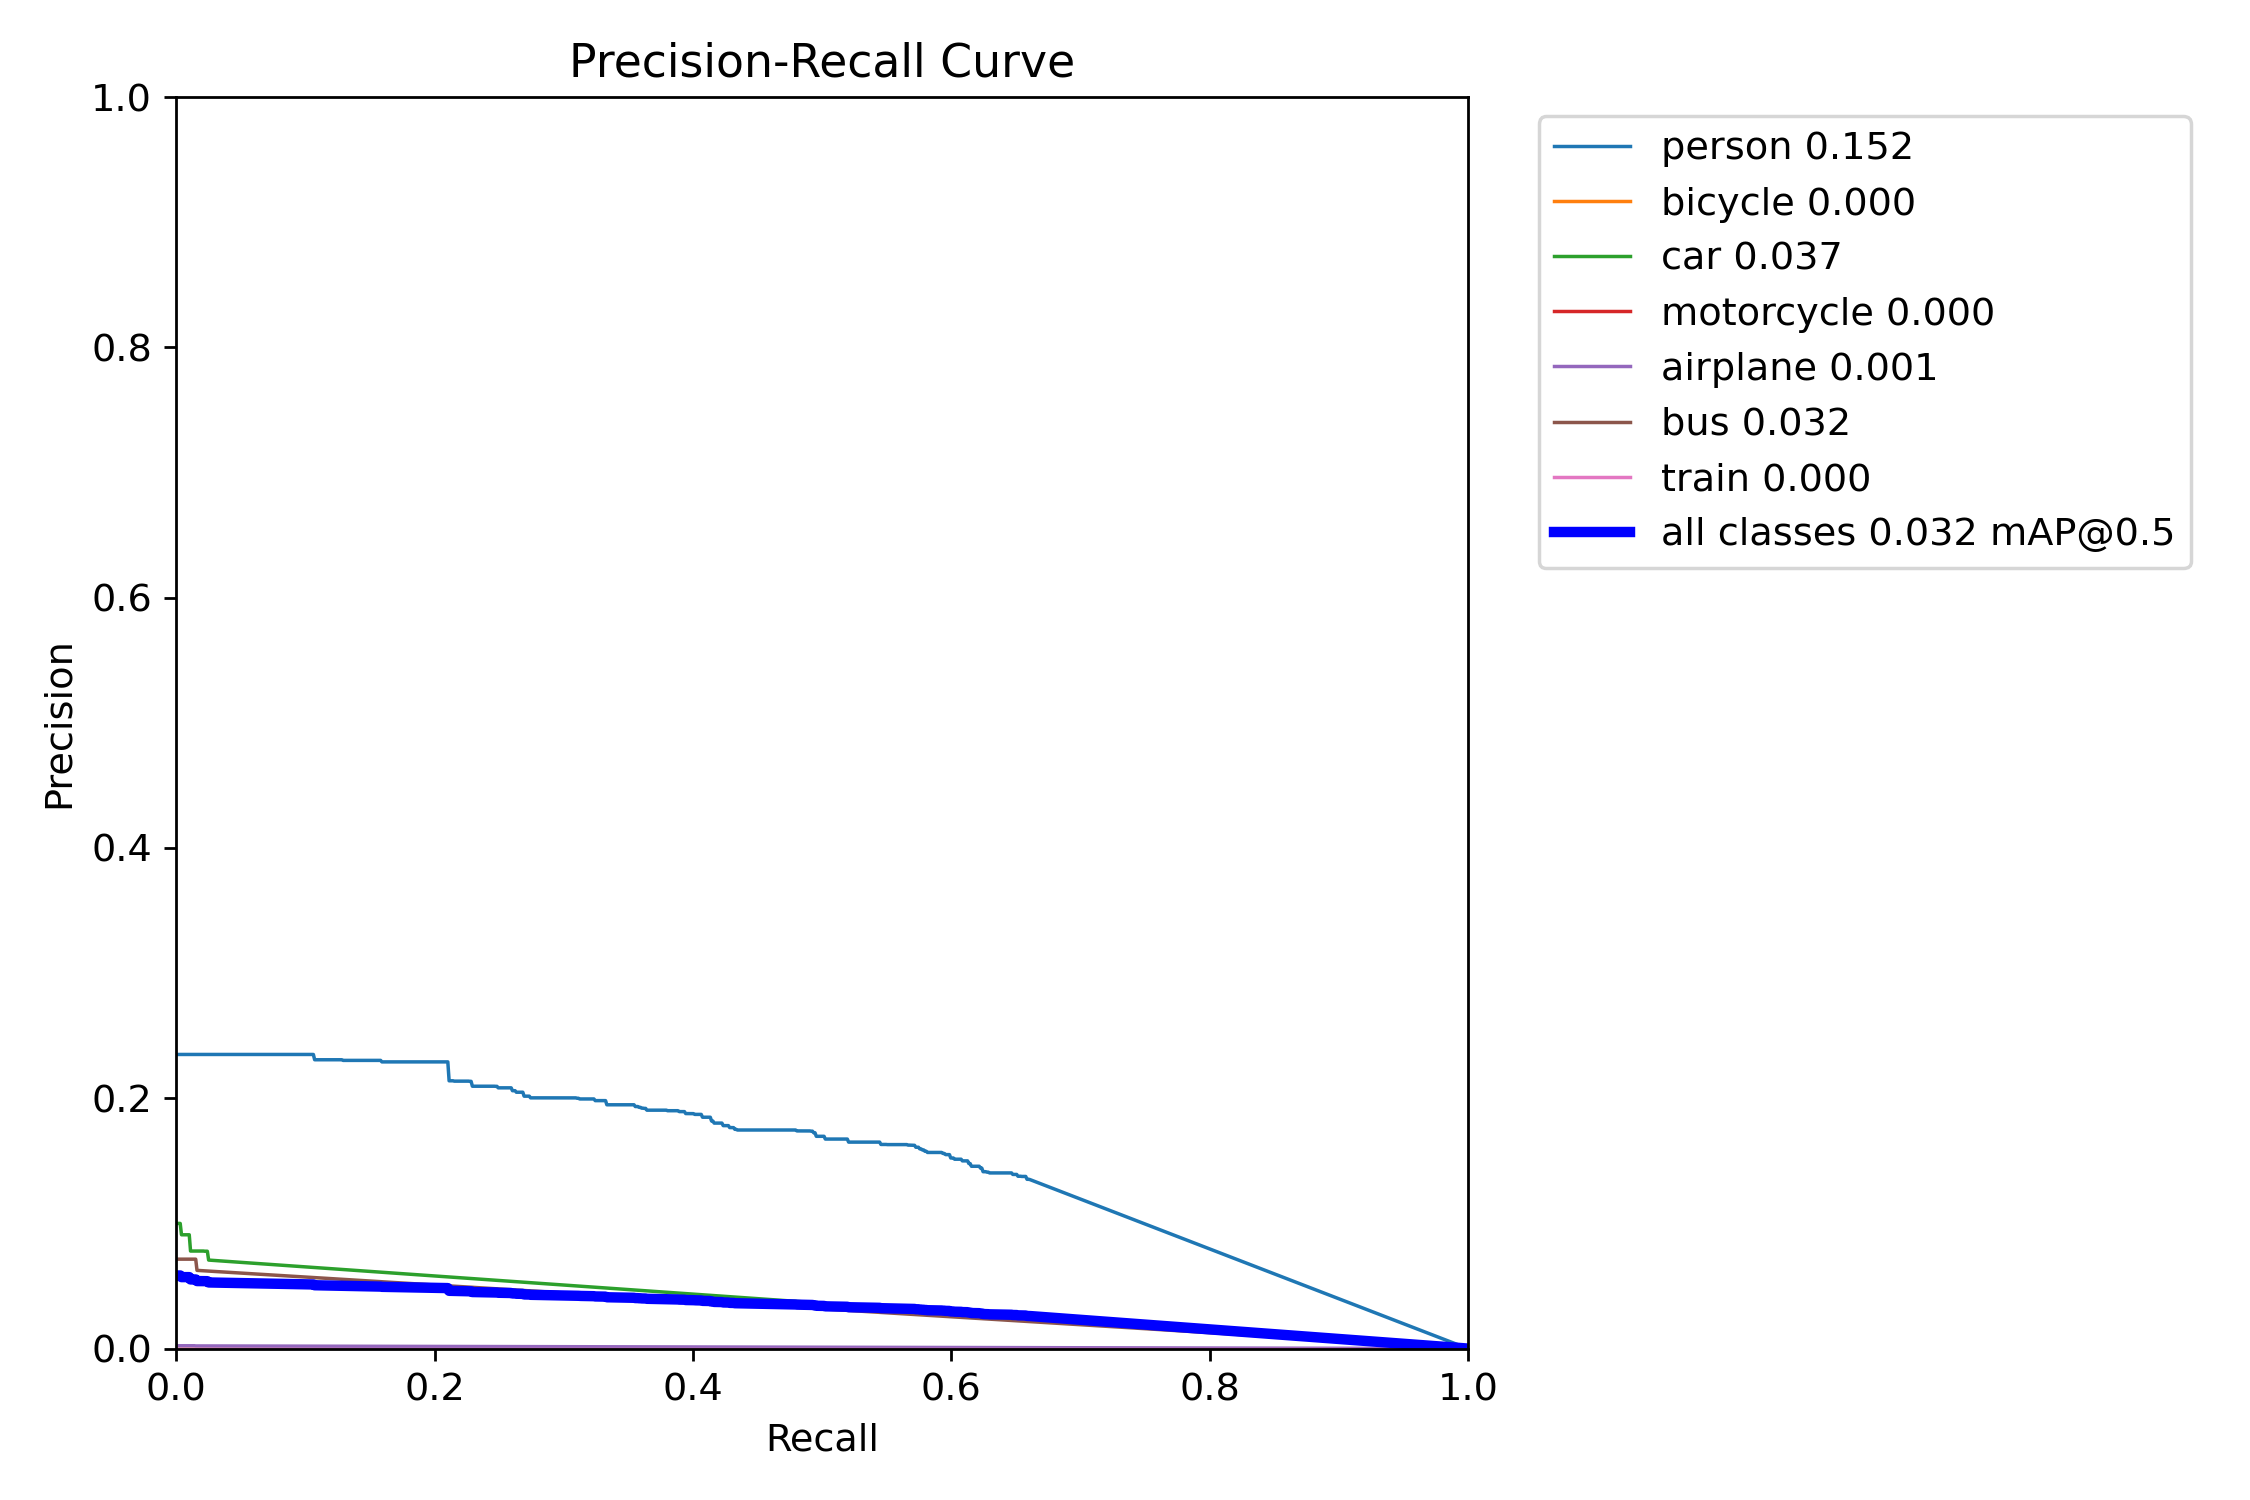 Precision-Recall Curve
1.0
0.8
0.6
0.4
0.2
0.0
Precision
0.0 0.2 0.4 0.6 0.8 1.0
Recall
person 0.152
bicycle 0.000
car 0.037
motorcycle 0.000
airplane 0.001
bus 0.032
train 0.000
all classes 0.032 mAP@0.5